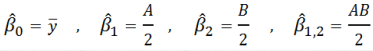 β̂₀ = ȳ , β̂₁ = A/2 , β̂₂ = B/2 , β̂₁,₂ = AB/2